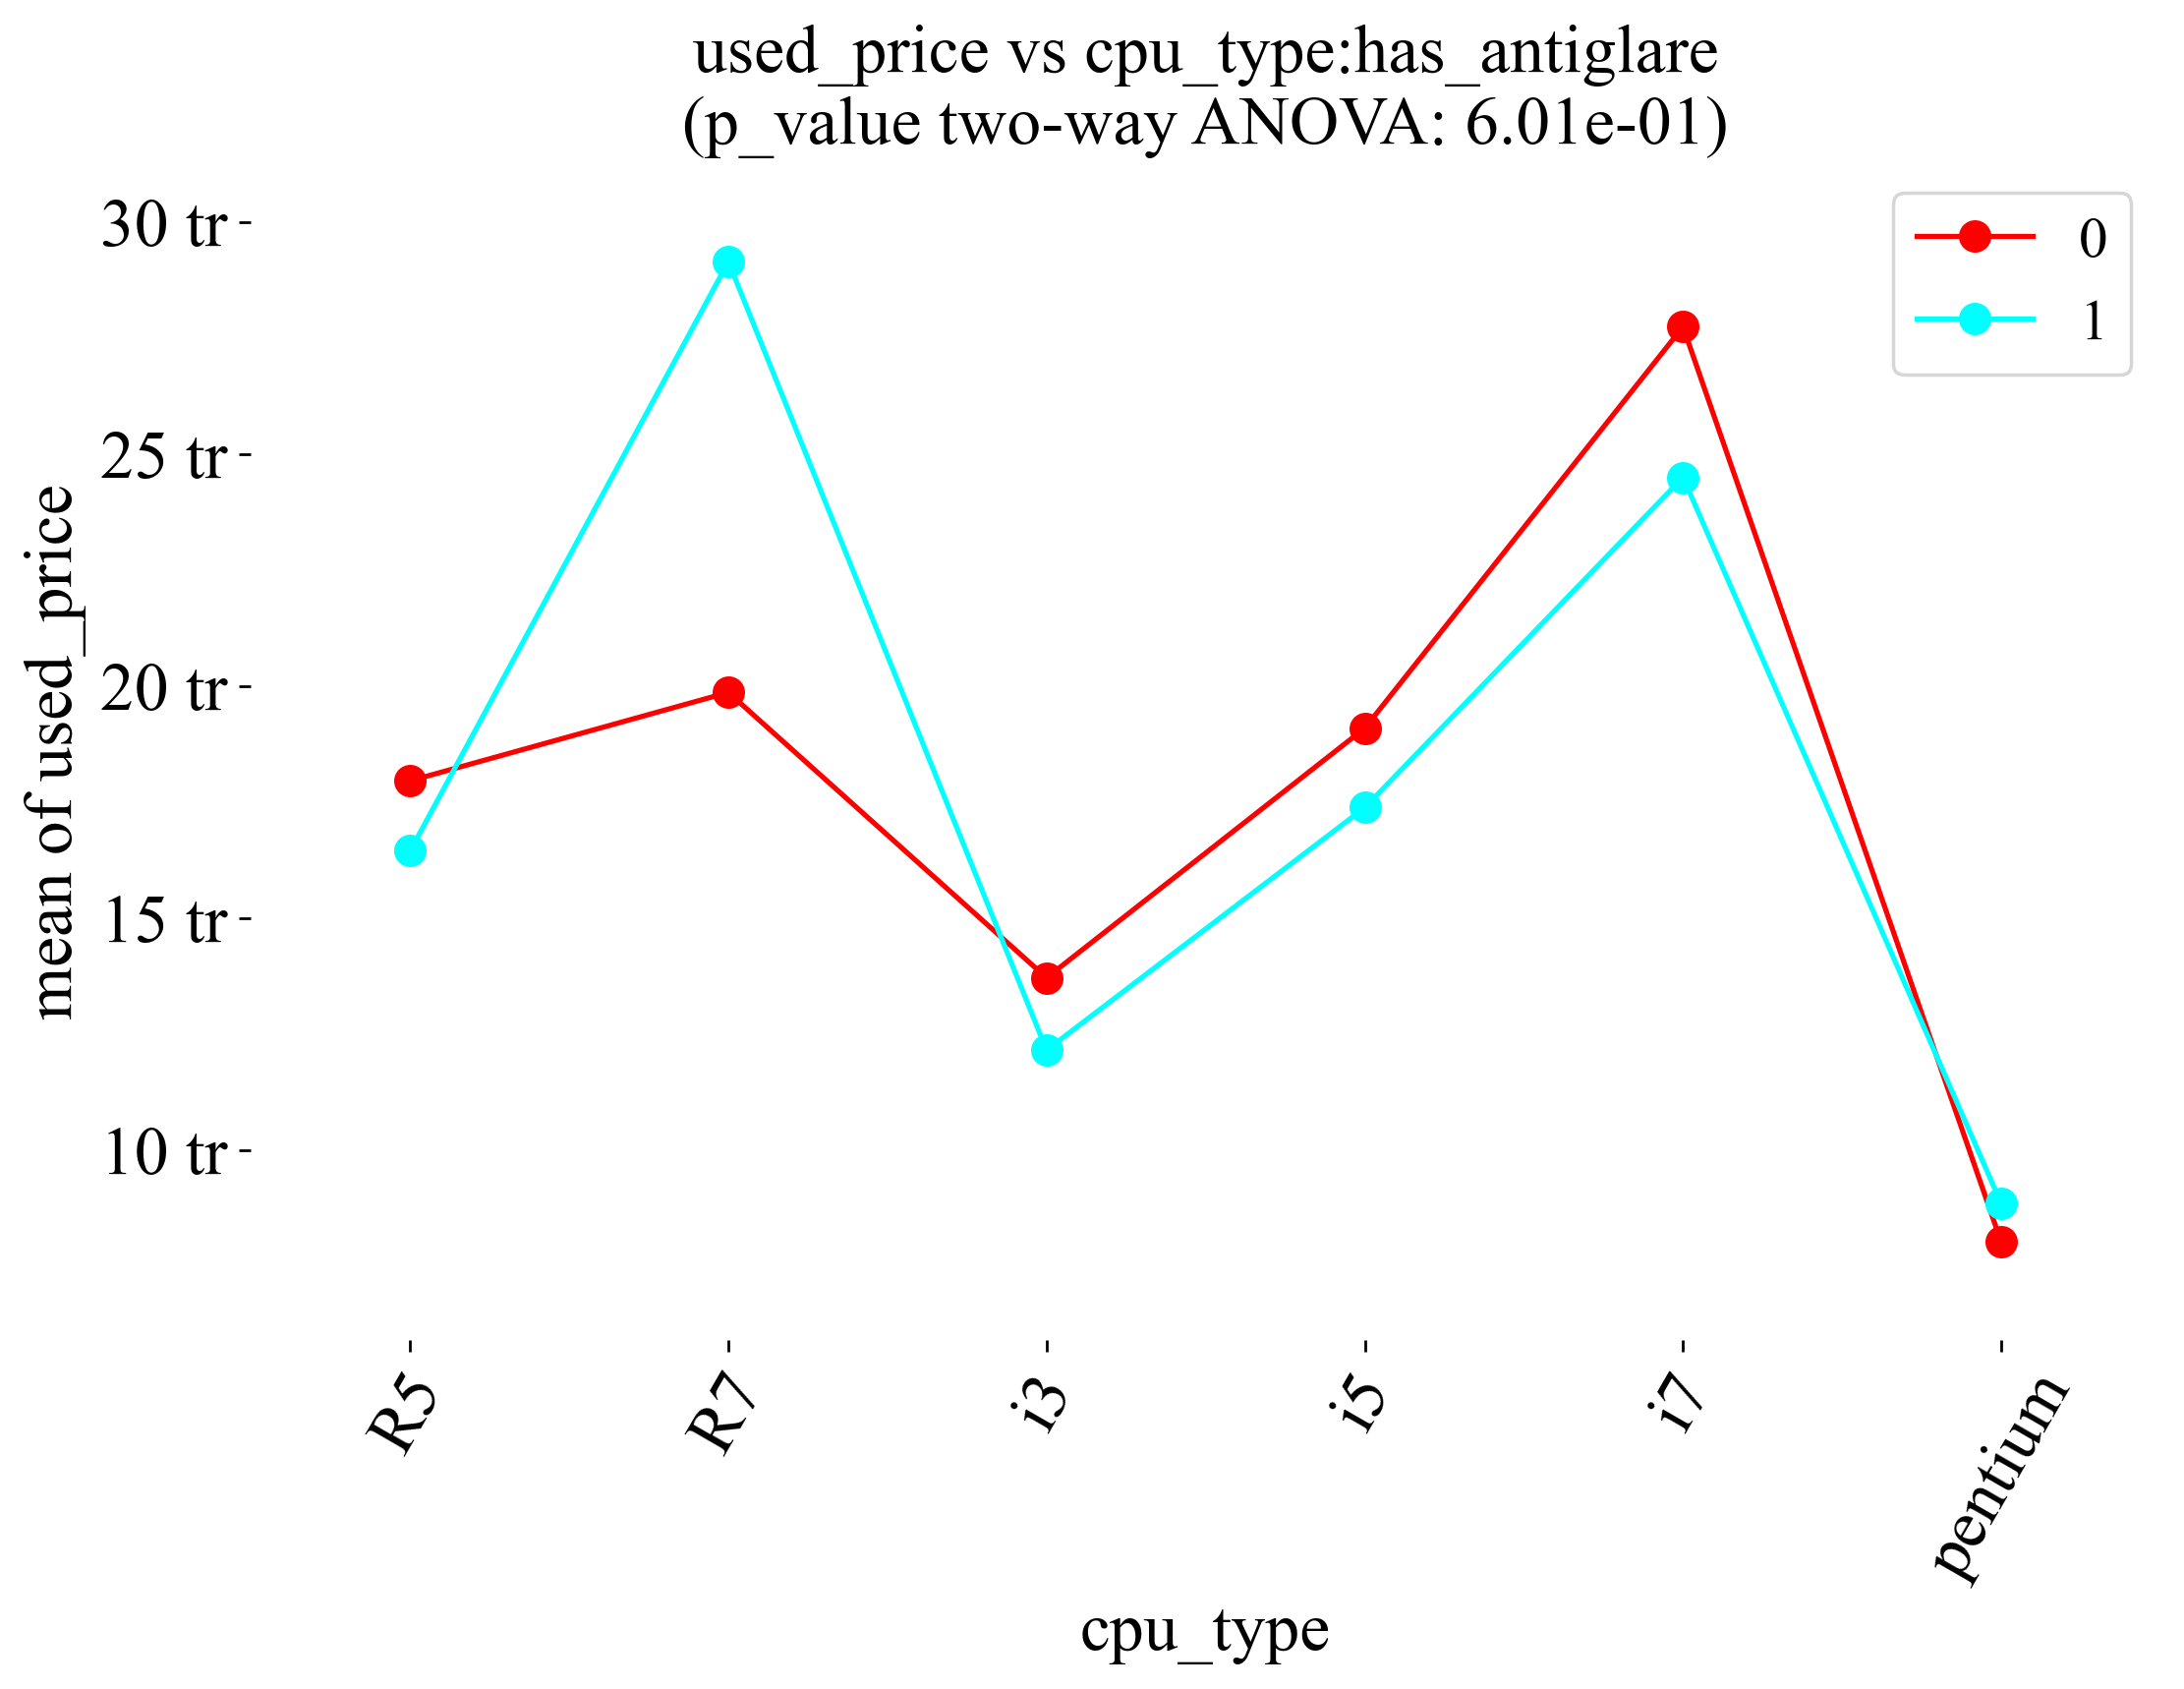 used_price vs cpu_type:has_antiglare
(p_value two-way ANOVA: 6.01e-01)
0
1
mean of used_price
30 tr
25 tr
20 tr
15 tr
10 tr
R5
R7
i3
i5
i7
pentium
cpu_type